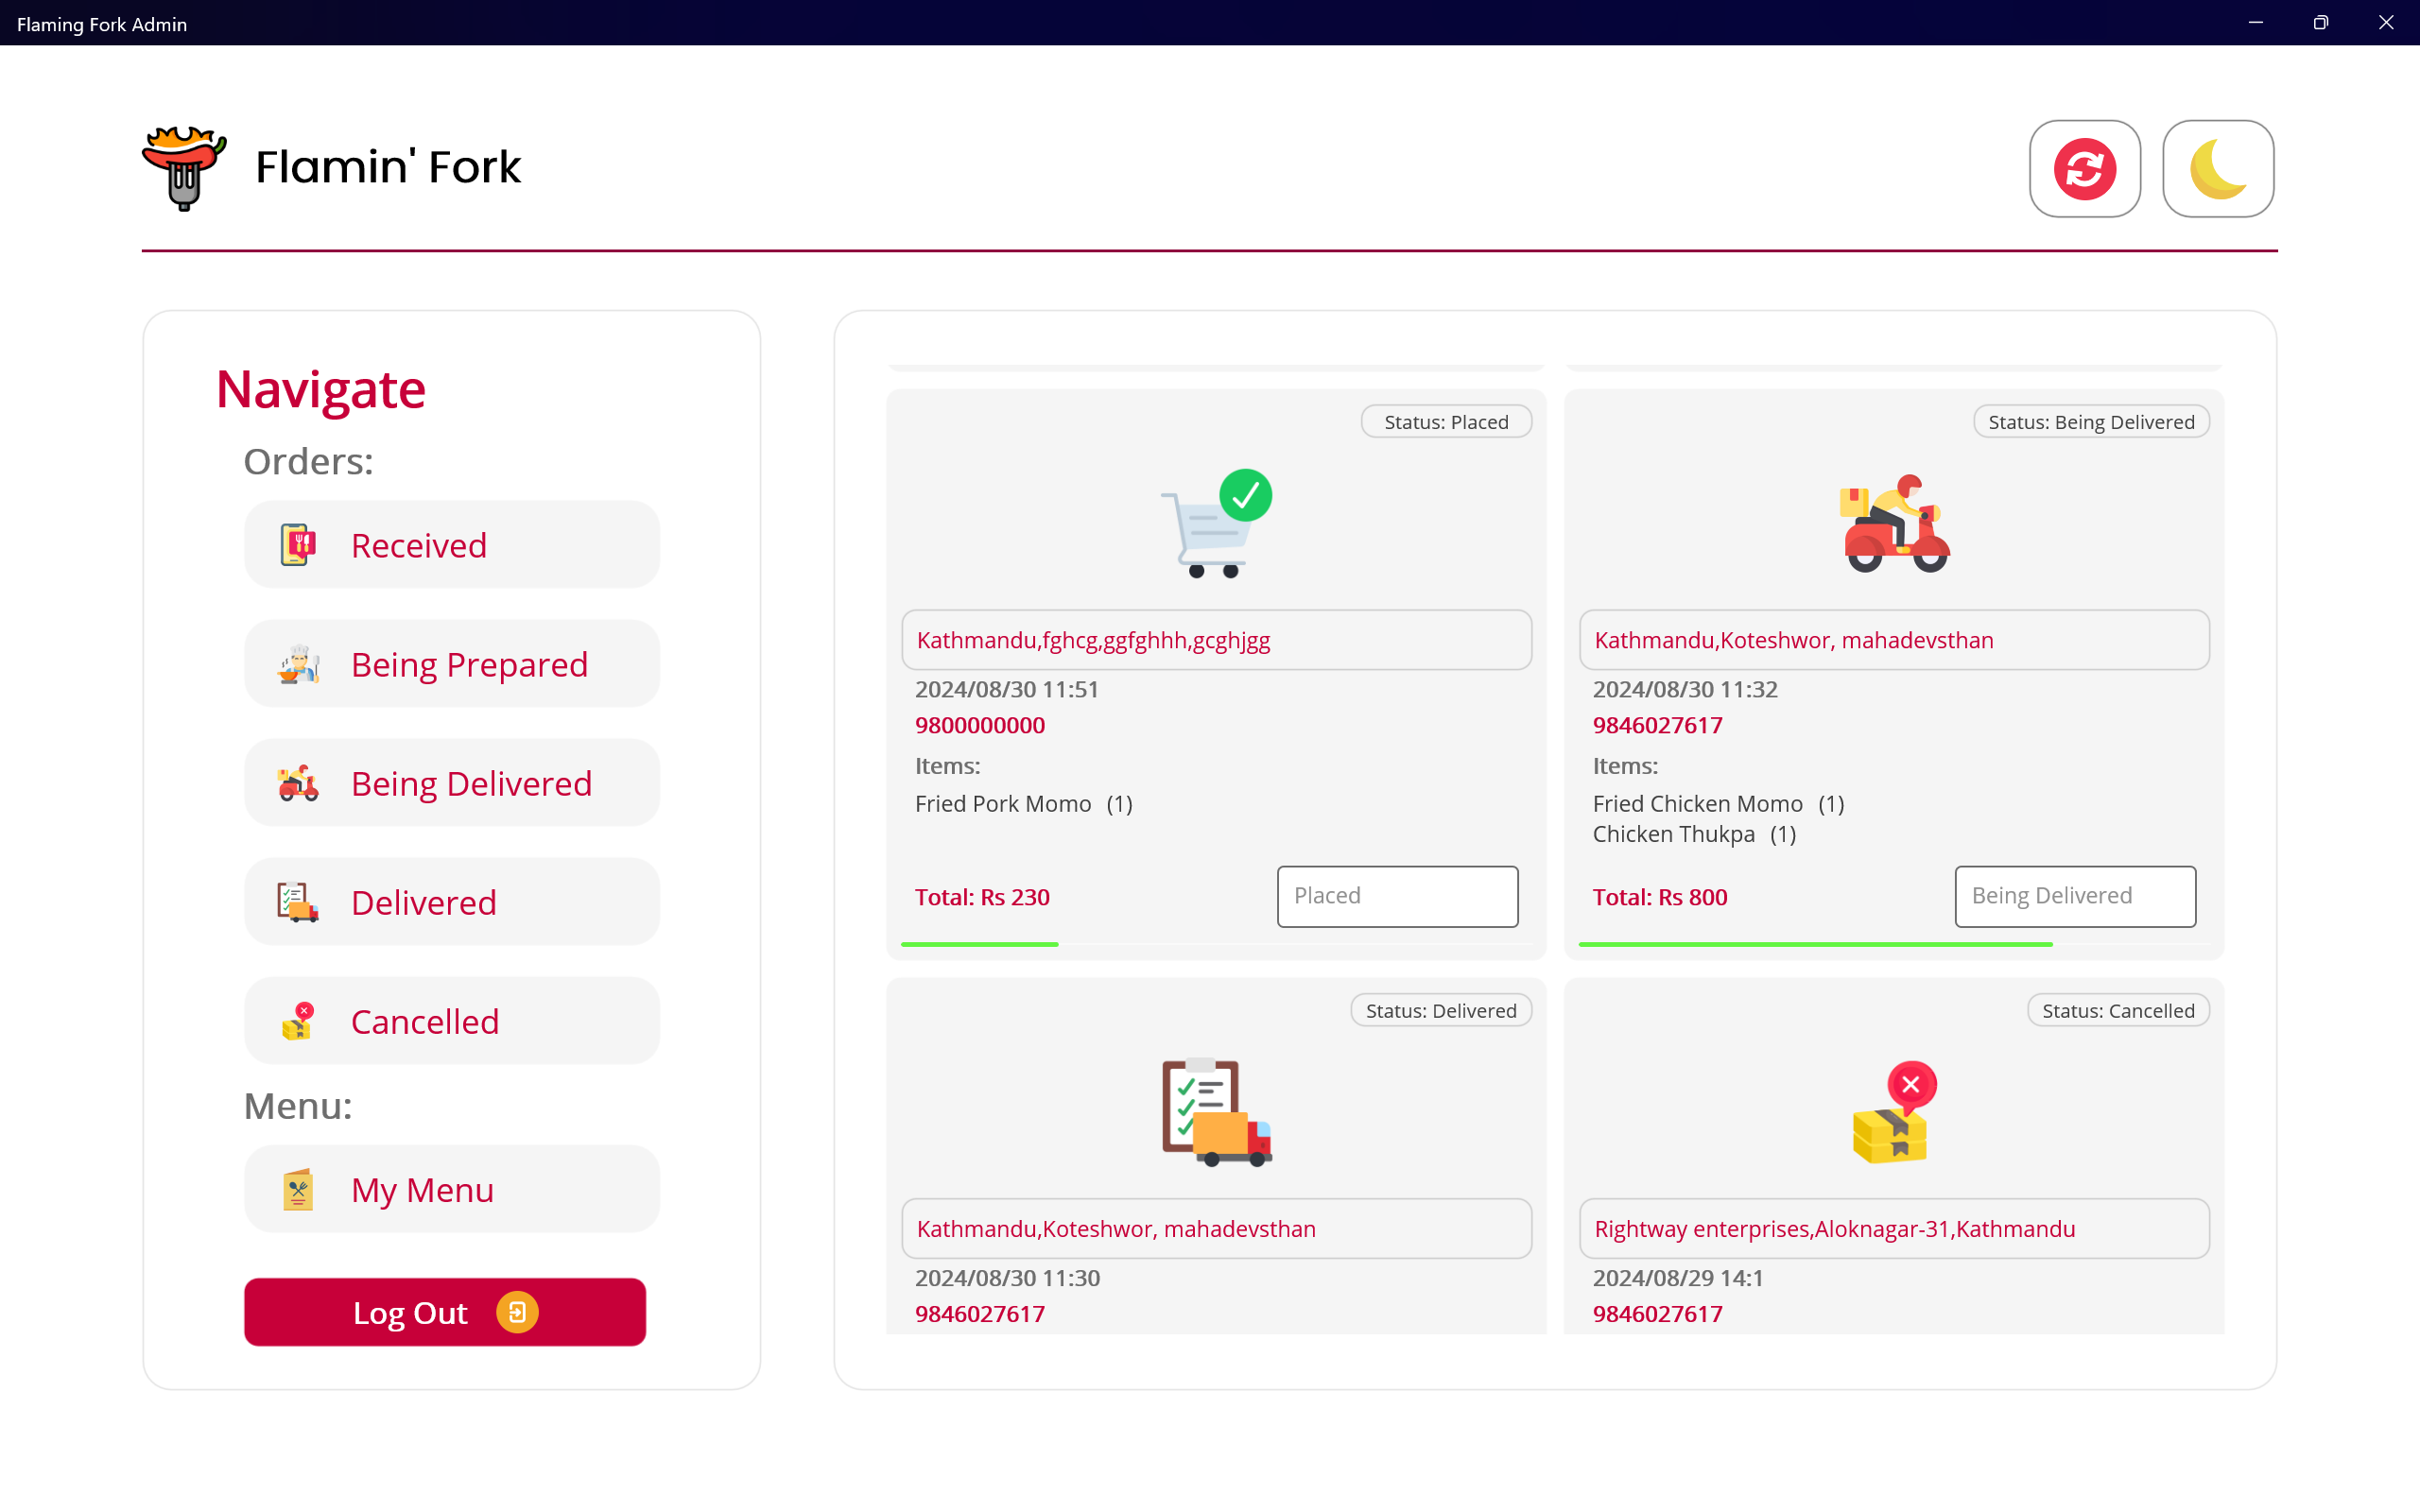 Flaming Fork Admin
Flamin' Fork
Navigate
Orders:
Received
Being Prepared
Being Delivered
Delivered
Cancelled
Menu:
My Menu
Log Out
Status: Placed
Kathmandu,fghcg,ggfghhh,gcghjgg
2024/08/30 11:51
9800000000
Items:
Fried Pork Momo (1)
Total: Rs 230
Placed
Status: Being Delivered
Kathmandu,Koteshwor, mahadevsthan
2024/08/30 11:32
9846027617
Items:
Fried Chicken Momo (1)
Chicken Thukpa (1)
Total: Rs 800
Being Delivered
Status: Delivered
Kathmandu,Koteshwor, mahadevsthan
2024/08/30 11:30
9846027617
Status: Cancelled
Rightway enterprises,Aloknagar-31,Kathmandu
2024/08/29 14:1
9846027617